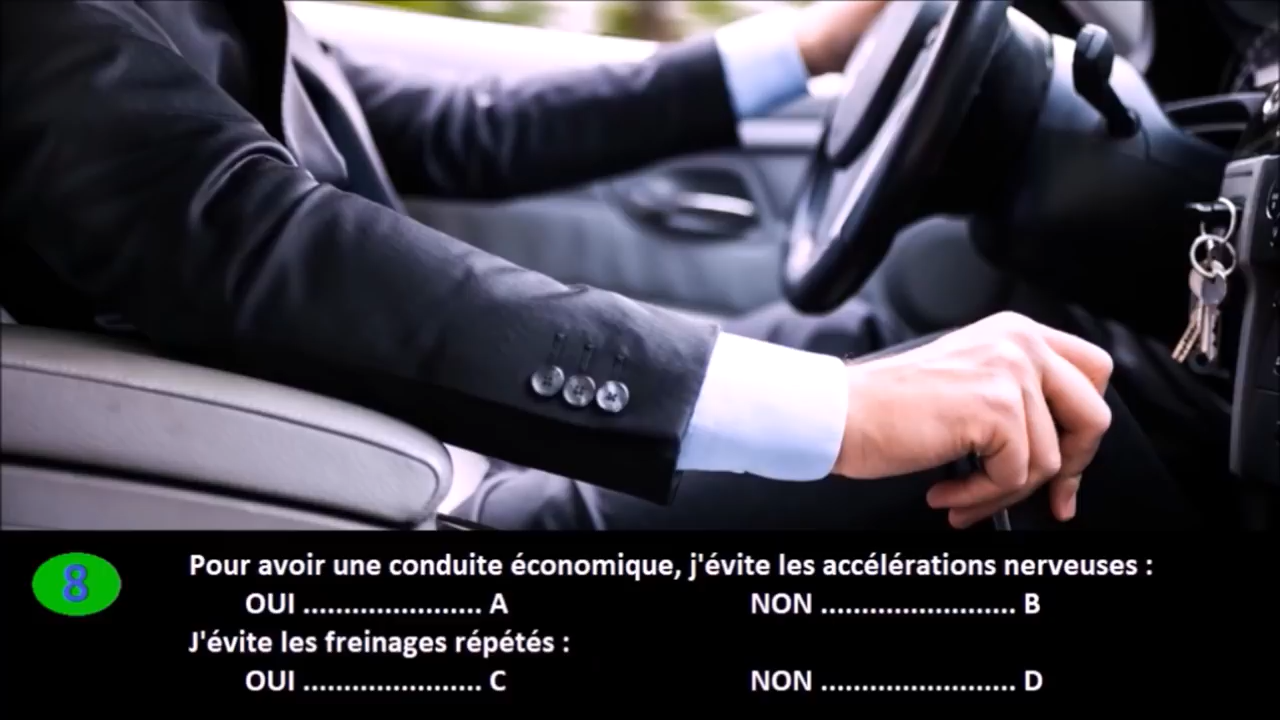 8
Pour avoir une conduite économique, j'évite les accélérations nerveuses :
OUI ...................... A NON ........................ B
J'évite les freinages répétés :
OUI ...................... C NON ........................ D